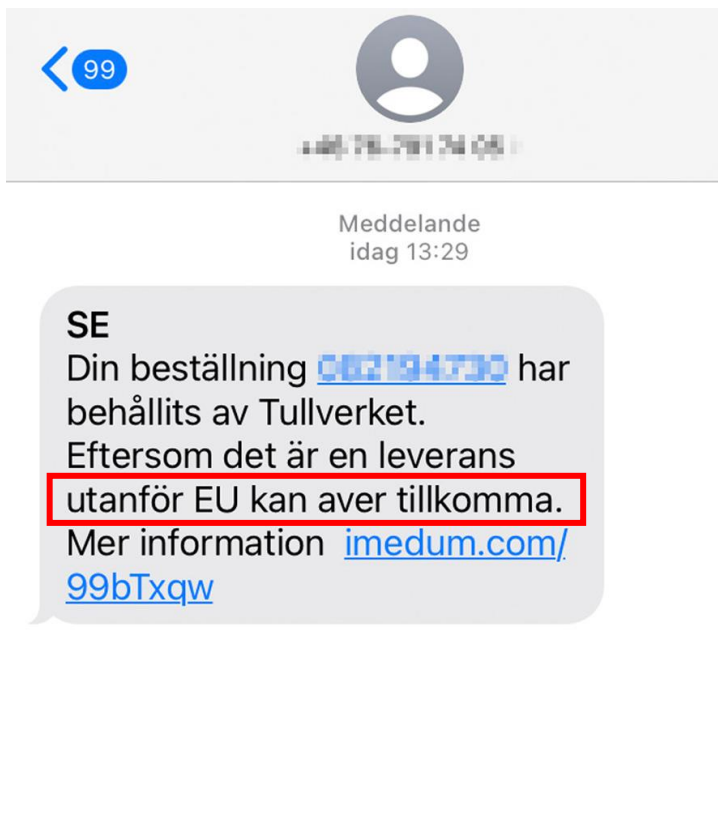 99
Meddelande
idag 13:29
SE
Din beställning har
behållits av Tullverket.
Eftersom det är en leverans
utanför EU kan aver tillkomma.
Mer information imedum.com/
99bTxqw